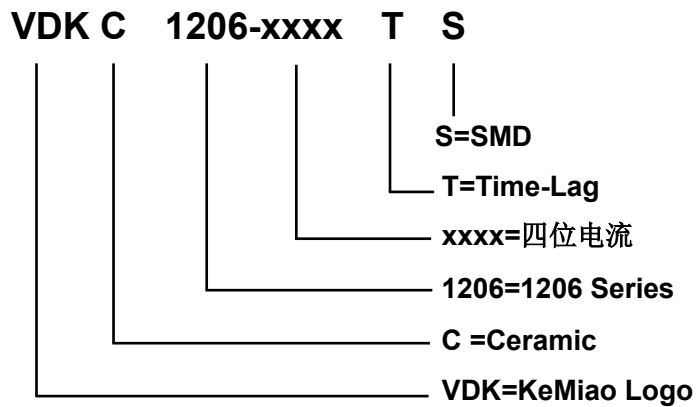 VDK C 1206-xxxx T S
S=SMD
T=Time-Lag
xxxx=四位电流
1206=1206 Series
C =Ceramic
VDK=KeMiao Logo